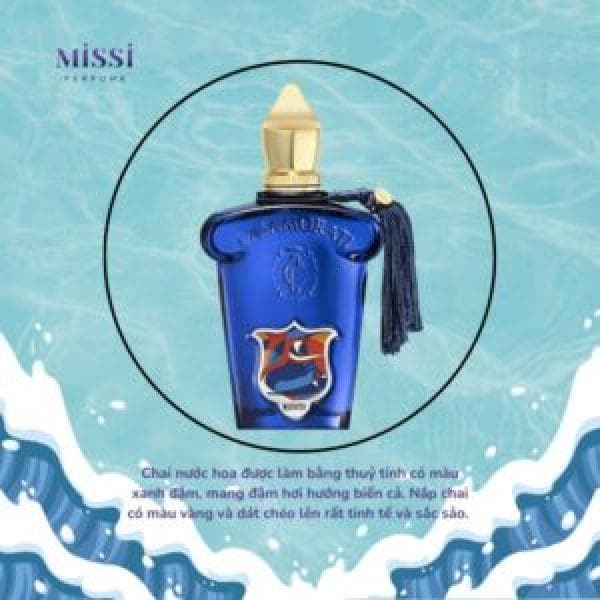 MiSSi
PERFUME
CASAMORATI
Chai nước hoa được làm bằng thuỷ tinh có màu
xanh đậm, mang đậm hơi hướng biển cả. Nắp chai
có màu vàng và dát chéo lên rất tinh tế và sắc sảo.